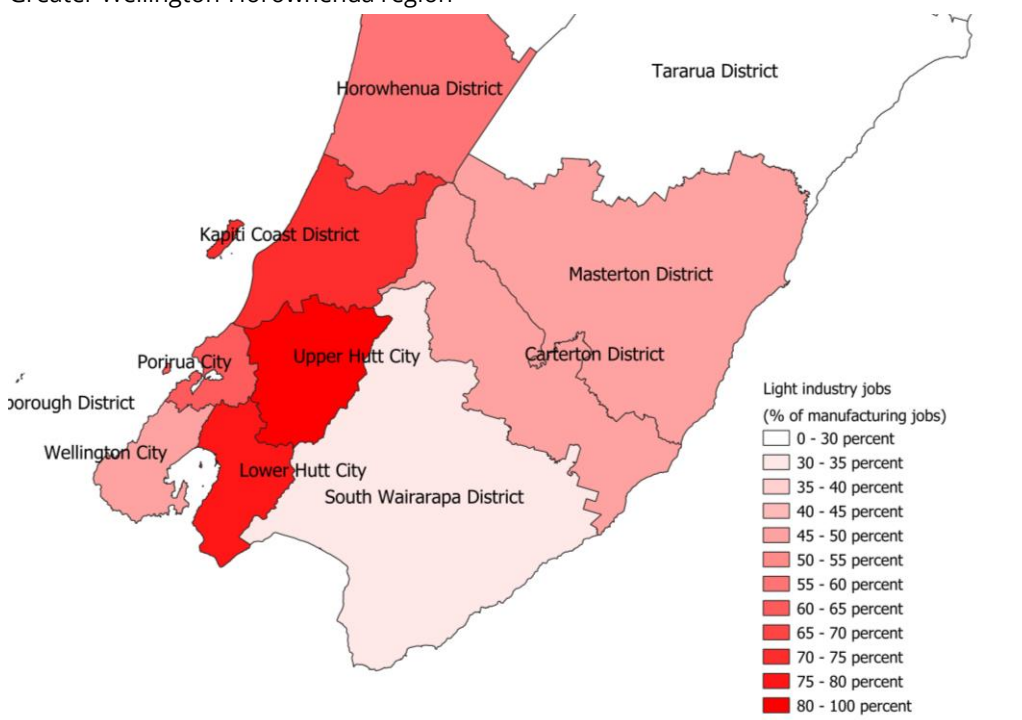 Greater Wellington-Horowhenua region
Tararua District
Horowhenua District
Kapiti Coast District
Masterton District
Porirua City
Upper Hutt City
Carterton District
borough District
Wellington City
Lower Hutt City
South Wairarapa District
Light industry jobs
(% of manufacturing jobs)
0 - 30 percent
30 - 35 percent
35 - 40 percent
40 - 45 percent
45 - 50 percent
50 - 55 percent
55 - 60 percent
60 - 65 percent
65 - 70 percent
70 - 75 percent
75 - 80 percent
80 - 100 percent